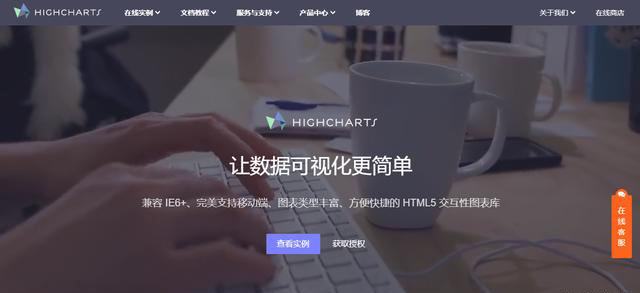 HIGHCHARTS 在线实例 文档教程 服务与支持 产品中心 博客 关于我们 在线商店
HIGHCHARTS
让数据可视化更简单
兼容 IE6+、完美支持移动端、图表类型丰富、方便快捷的 HTML5 交互性图表库
查看实例 获取授权
在线客服